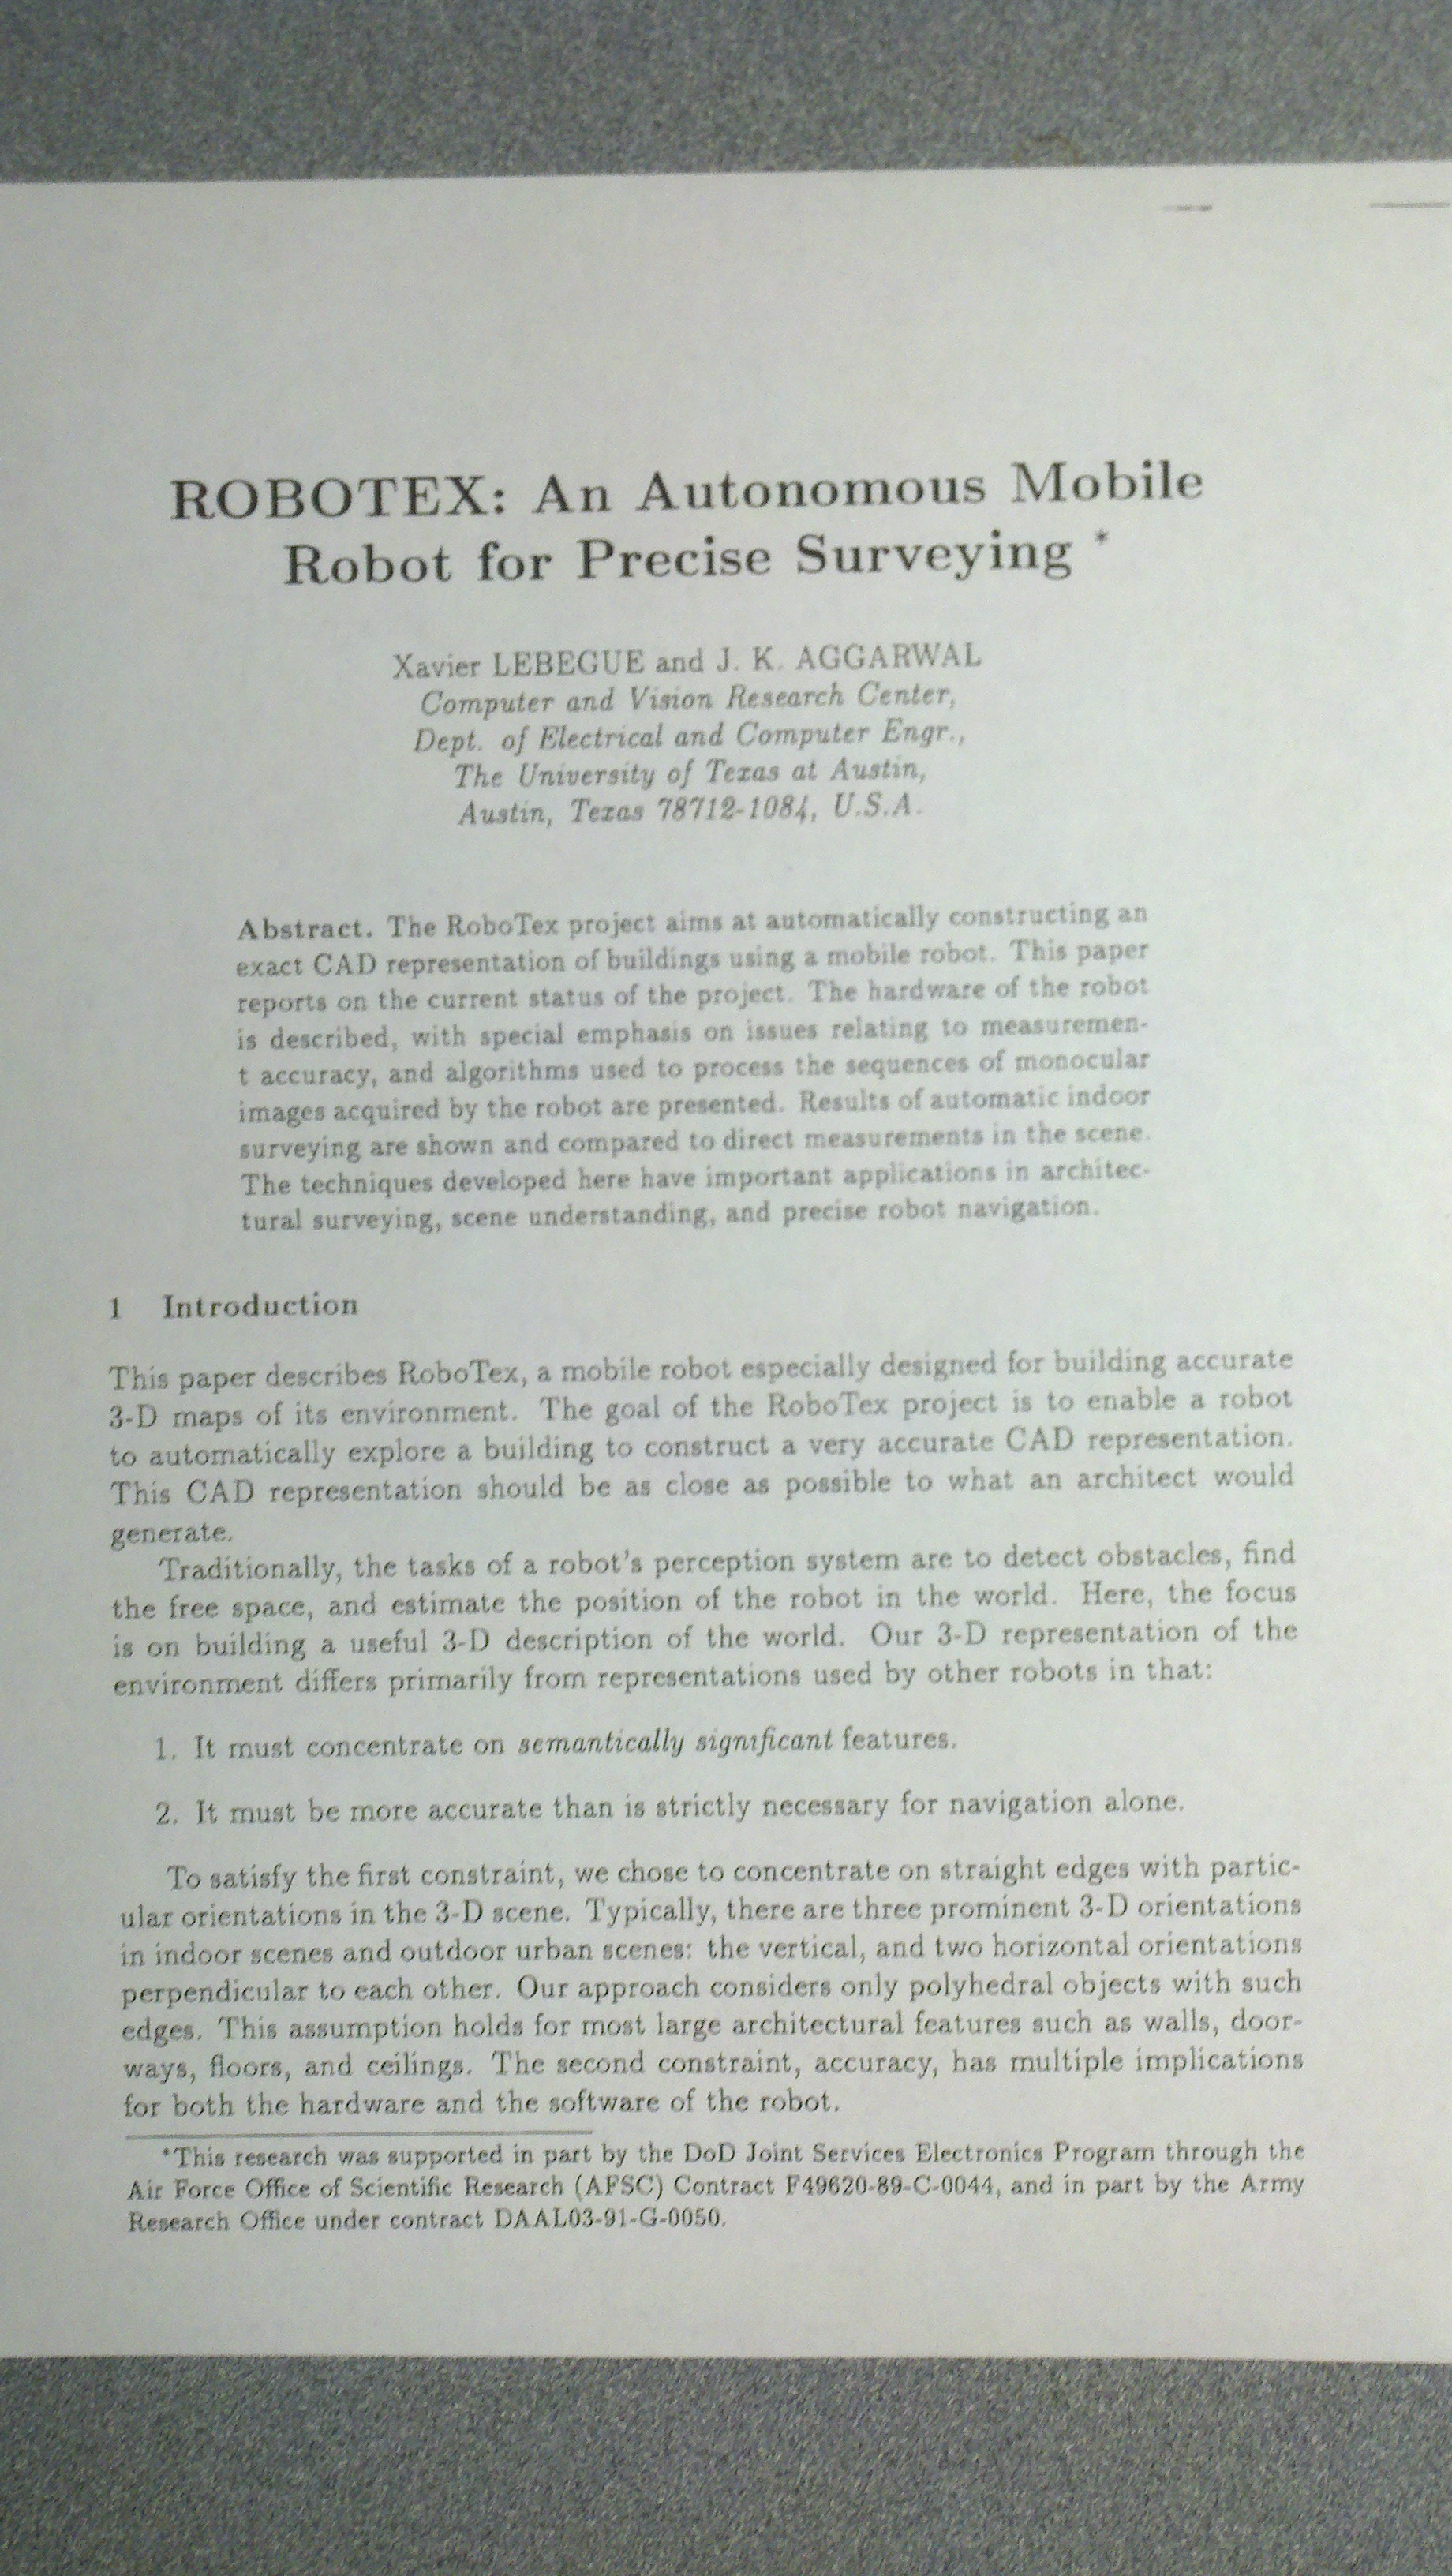 ROBOTEX: An Autonomous Mobile
Robot for Precise Surveying *
Xavier LEBEGUE and J. K. AGGARWAL
Computer and Vision Research Center,
Dept. of Electrical and Computer Engr.,
The University of Texas at Austin,
Austin, Texas 78712-1084, U.S.A.
Abstract. The RoboTex project aims at automatically constructing an
exact CAD representation of buildings using a mobile robot. This paper
reports on the current status of the project. The hardware of the robot
is described, with special emphasis on issues relating to measuremen-
t accuracy, and algorithms used to process the sequences of monocular
images acquired by the robot are presented. Results of automatic indoor
surveying are shown and compared to direct measurements in the scene.
The techniques developed here have important applications in architec-
tural surveying, scene understanding, and precise robot navigation.
1 Introduction
This paper describes RoboTex, a mobile robot especially designed for building accurate
3-D maps of its environment. The goal of the RoboTex project is to enable a robot
to automatically explore a building to construct a very accurate CAD representation.
This CAD representation should be as close as possible to what an architect would
generate.
Traditionally, the tasks of a robot's perception system are to detect obstacles, find
the free space, and estimate the position of the robot in the world. Here, the focus
is on building a useful 3-D description of the world. Our 3-D representation of the
environment differs primarily from representations used by other robots in that:
1. It must concentrate on semantically significant features.
2. It must be more accurate than is strictly necessary for navigation alone.
To satisfy the first constraint, we chose to concentrate on straight edges with partic-
ular orientations in the 3-D scene. Typically, there are three prominent 3-D orientations
in indoor scenes and outdoor urban scenes: the vertical, and two horizontal orientations
perpendicular to each other. Our approach considers only polyhedral objects with such
edges. This assumption holds for most large architectural features such as walls, door-
ways, floors, and ceilings. The second constraint, accuracy, has multiple implications
for both the hardware and the software of the robot.
*This research was supported in part by the DoD Joint Services Electronics Program through the
Air Force Office of Scientific Research (AFSC) Contract F49620-89-C-0044, and in part by the Army
Research Office under contract DAAL03-91-G-0050.